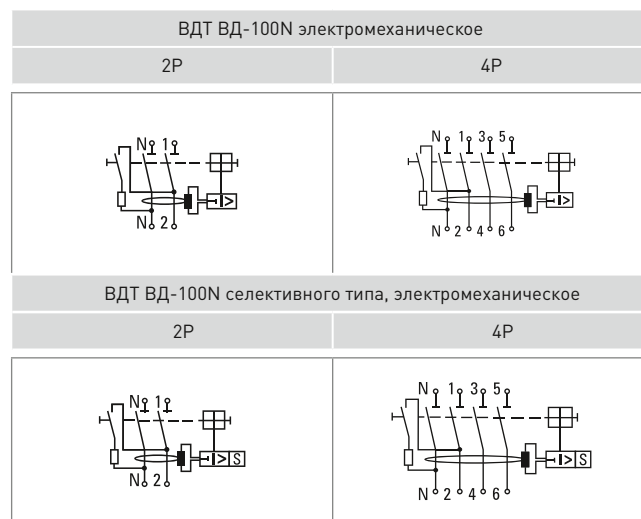 ВДТ ВД-100N электромеханическое
2P 4P
N 1 N 1 3 5
I> I>
N 2 N 2 4 6
ВДТ ВД-100N селективного типа, электромеханическое
2P 4P
N 1 N 1 3 5
I> S I> S
N 2 N 2 4 6